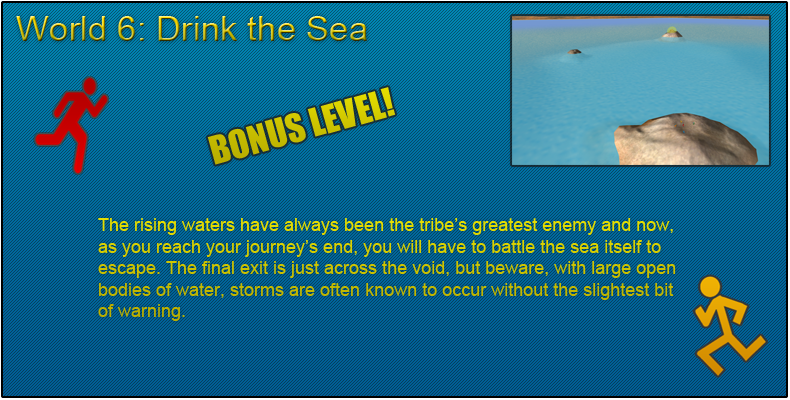 World 6: Drink the Sea
BONUS LEVEL!
The rising waters have always been the tribe's greatest enemy and now,
as you reach your journey's end, you will have to battle the sea itself to
escape. The final exit is just across the void, but beware, with large open
bodies of water, storms are often known to occur without the slightest bit
of warning.